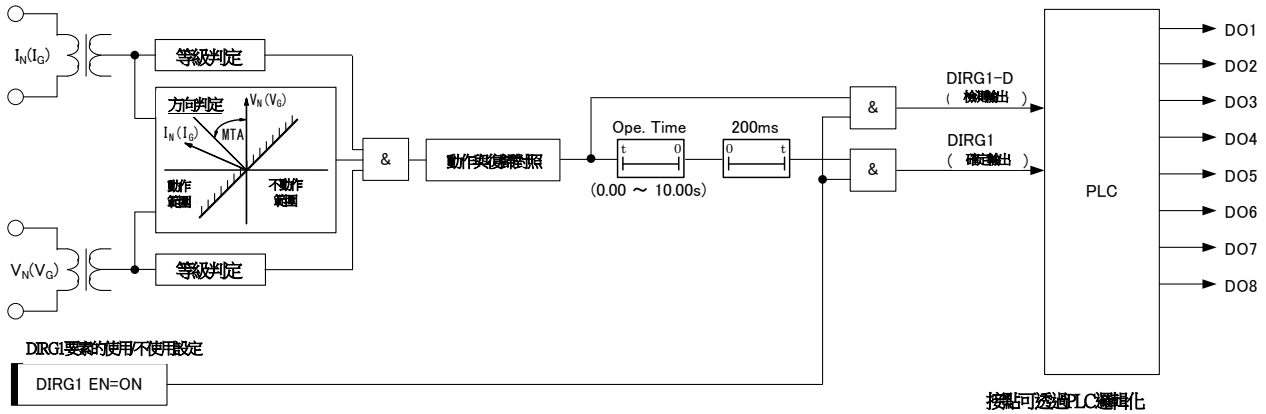 I_N(I_G)
等級判定
方向判定
V_N(V_G)
I_N(I_G)
MTA
動作
範圍
不動作
範圍
&
動作與復歸對照
Ope. Time
t 0
(0.00 ～ 10.00s)
200ms
0 t
&
&
DIRG1-D
( 檢測輸出 )
DIRG1
( 確定輸出 )
PLC
DO1
DO2
DO3
DO4
DO5
DO6
DO7
DO8
V_N(V_G)
等級判定
DIRG1要素的使用/不使用設定
DIRG1 EN=ON
接點可透過PLC邏輯化